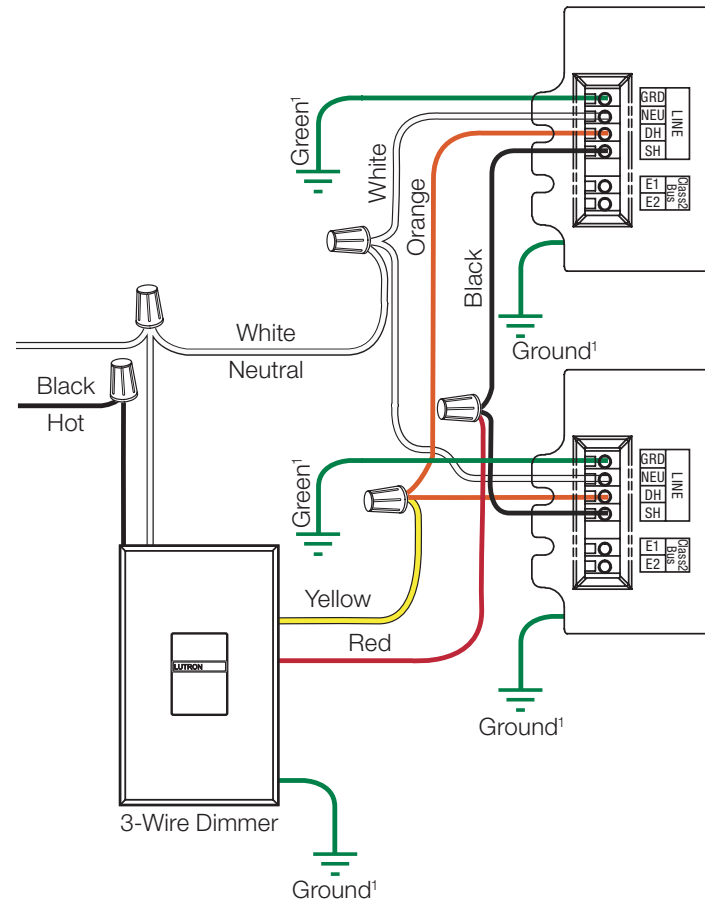 Green¹
White
Orange
Black
GRD
NEU
DH
SH
LINE
E1
E2
Class2
Bus
Ground¹
White
Neutral
Black
Hot
Green¹
GRD
NEU
DH
SH
LINE
E1
E2
Class2
Bus
Yellow
Red
LUTRON
Ground¹
3-Wire Dimmer
Ground¹